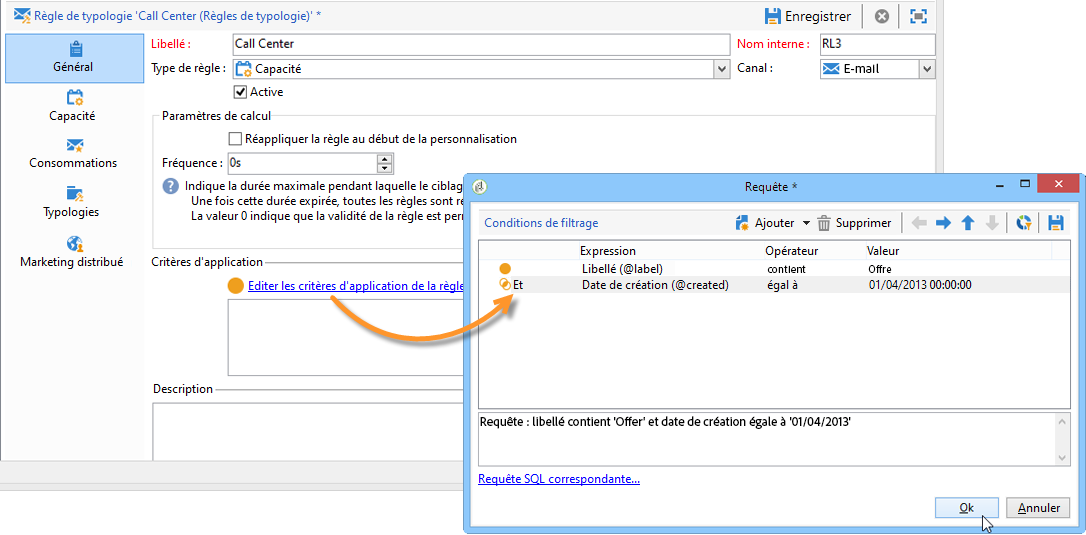 Règle de typologie 'Call Center (Règles de typologie)' *
Enregistrer
Général
Capacité
Consommations
Typologies
Marketing distribué
Libellé :
Call Center
Nom interne :
RL3
Type de règle :
Capacité
Canal :
E-mail
Active
Paramètres de calcul
Réappliquer la règle au début de la personnalisation
Fréquence :
0s
Indique la durée maximale pendant laquelle le ciblag
Une fois cette durée expirée, toutes les règles sont r
La valeur 0 indique que la validité de la règle est per
Critères d'application
Editer les critères d'application de la règle
Description
Requête *
Conditions de filtrage
Ajouter
Supprimer
Expression Opérateur Valeur
Libellé (@label) contient Offre
Et Date de création (@created) égal à 01/04/2013 00:00:00
Requête : libellé contient 'Offer' et date de création égale à '01/04/2013'
Requête SQL correspondante...
Ok
Annuler